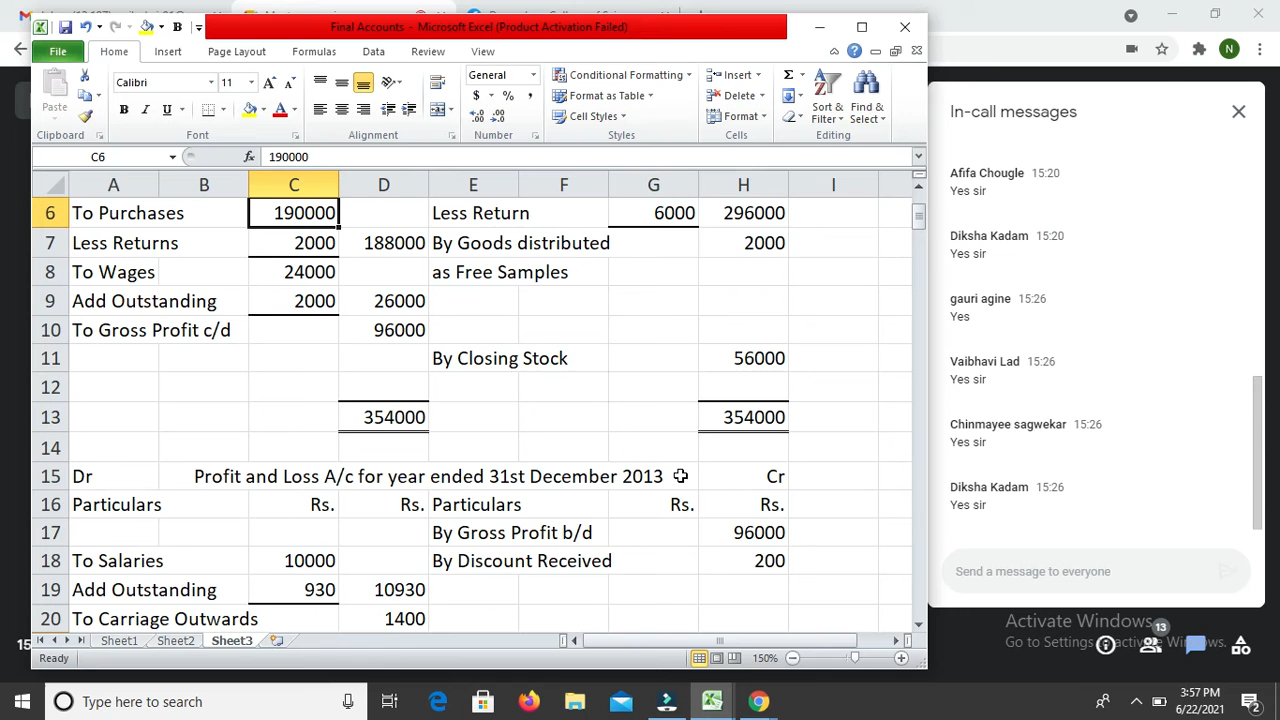 Final Accounts - Microsoft Excel (Product Activation Failed)
File Home Insert Page Layout Formulas Data Review View
Paste
Calibri 11
General
Conditional Formatting
Format as Table
Cell Styles
Insert
Delete
Format
Sort & Filter
Find & Select
Clipboard Font Alignment Number Styles Cells Editing
C6 fx 190000
A B C D E F G H I
6 To Purchases 190000 Less Return 6000 296000
7 Less Returns 2000 188000 By Goods distributed 2000
8 To Wages 24000 as Free Samples
9 Add Outstanding 2000 26000
10 To Gross Profit c/d 96000
11 By Closing Stock 56000
12
13 354000 354000
14
15 Dr Profit and Loss A/c for year ended 31st December 2013 Cr
16 Particulars Rs. Rs. Particulars Rs. Rs.
17 By Gross Profit b/d 96000
18 To Salaries 10000 By Discount Received 200
19 Add Outstanding 930 10930
20 To Carriage Outwards 1400
Sheet1 Sheet2 Sheet3
Ready 150%
N
In-call messages
Afifa Chougle 15:20
Yes sir
Diksha Kadam 15:20
Yes sir
gauri agine 15:26
Yes
Vaibhavi Lad 15:26
Yes sir
Chinmayee sagwekar 15:26
Yes sir
Diksha Kadam 15:26
Yes sir
Send a message to everyone
Activate Windows
Go to Settings to activate Windows.
13
15
Type here to search
3:57 PM
6/22/2021
2